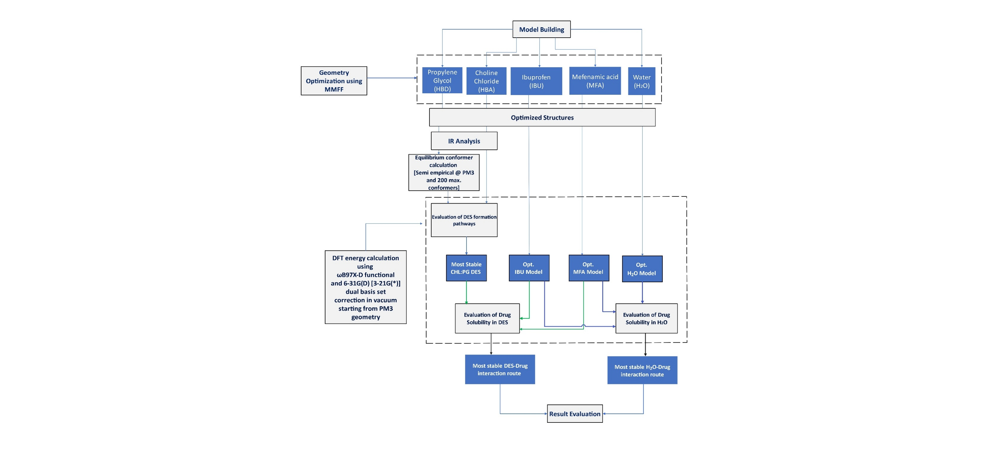 Model Building
Geometry
Optimization using
MMFF
Propylene
Glycol
(HBD)
Choline
Chloride
(HBA)
Ibuprofen
(IBU)
Mefenamic acid
(MFA)
Water
(H₂O)
Optimized Structures
IR Analysis
Equilibrium conformer
calculation
[Semi empirical @ PM3
and 200 max.
conformers]
Evaluation of DES formation
pathways
DFT energy calculation
using
ωB97X-D functional
and 6-31G(D) [3-21G(*)]
dual basis set
correction in vacuum
starting from PM3
geometry
Most Stable
CHL:PG DES
Opt.
IBU Model
Opt.
MFA Model
Opt.
H₂O Model
Evaluation of Drug
Solubility in DES
Evaluation of Drug
Solubility in H₂O
Most stable DES-Drug
interaction route
Most stable H₂O-Drug
interaction route
Result Evaluation